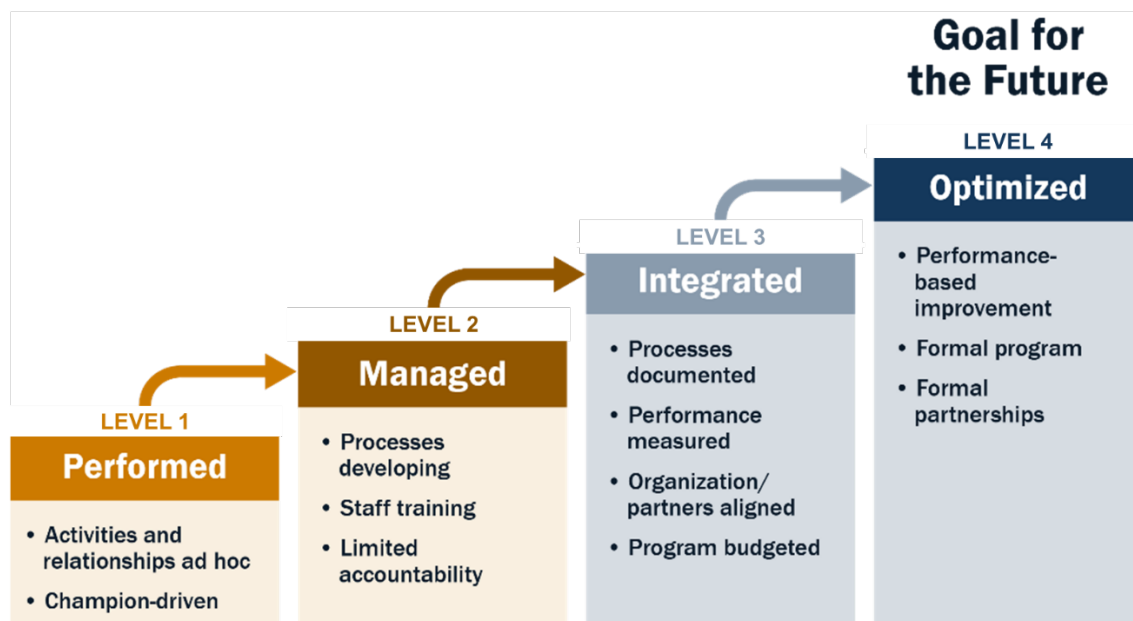 Goal for
the Future
LEVEL 1
Performed
• Activities and
relationships ad hoc
• Champion-driven
LEVEL 2
Managed
• Processes
developing
• Staff training
• Limited
accountability
LEVEL 3
Integrated
• Processes
documented
• Performance
measured
• Organization/
partners aligned
• Program budgeted
LEVEL 4
Optimized
• Performance-
based
improvement
• Formal program
• Formal
partnerships